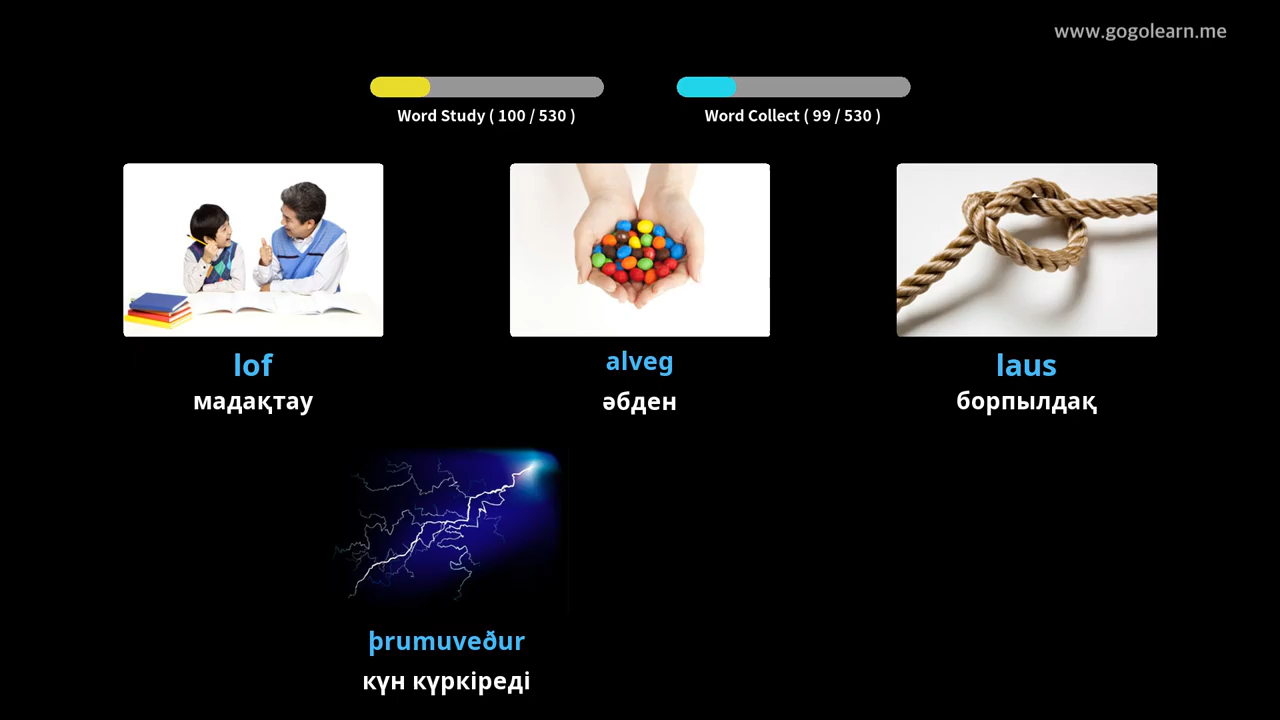 www.gogolearn.me
Word Study ( 100 / 530 )
Word Collect ( 99 / 530 )
lof
мадақтау
alveg
әбден
laus
борпылдақ
þrumuveður
күн күркіреді